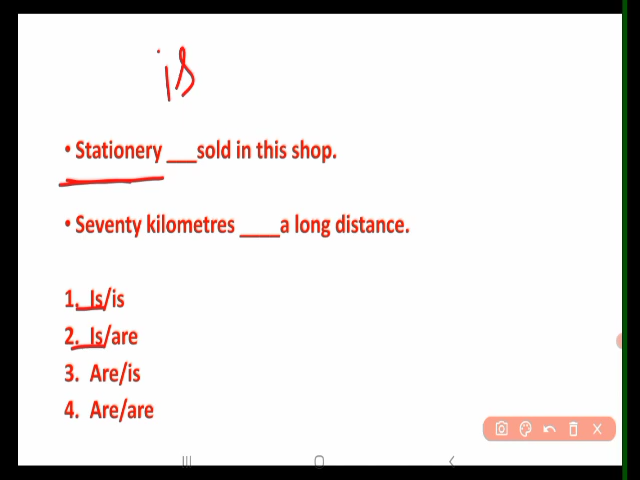 is
• Stationery ___sold in this shop.
• Seventy kilometres ____a long distance.
1. Is/is
2. Is/are
3. Are/is
4. Are/are